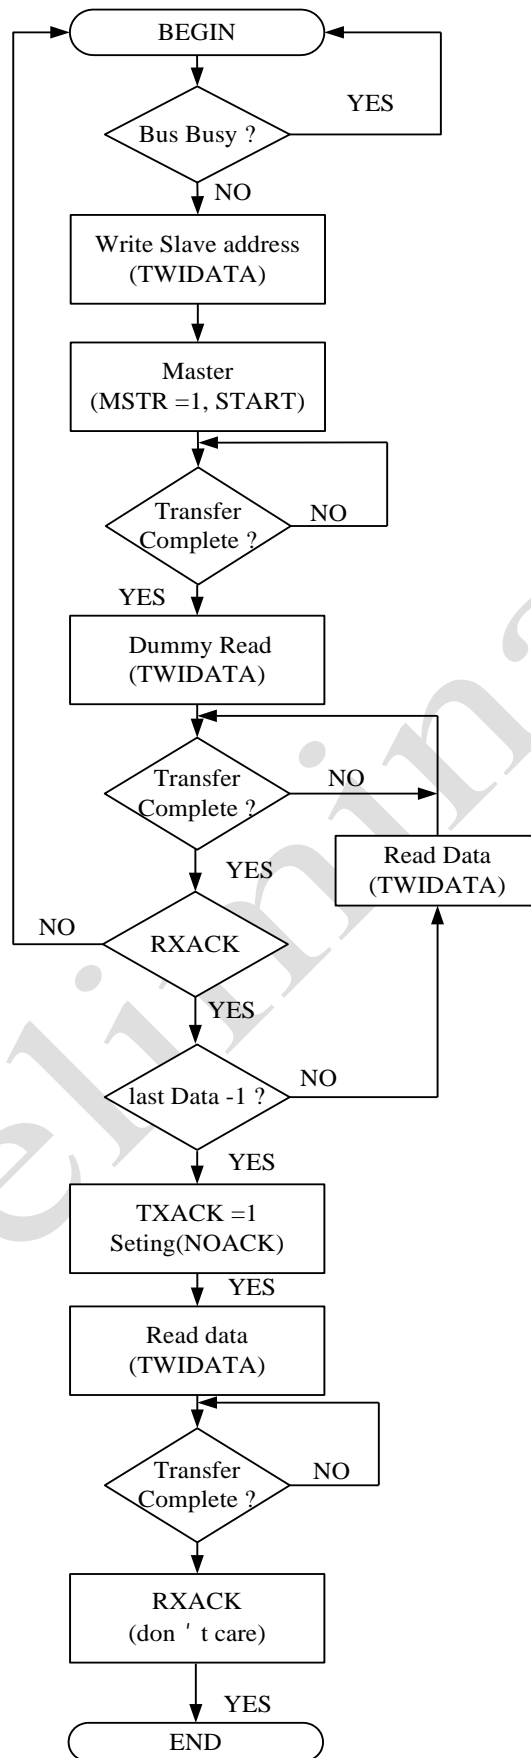 BEGIN
YES
Bus Busy ?
NO
Write Slave address
(TWIDATA)
Master
(MSTR =1, START)
Transfer
Complete ?
NO
YES
Dummy Read
(TWIDATA)
Transfer
Complete ?
NO
YES
Read Data
(TWIDATA)
NO
RXACK
YES
last Data -1 ?
NO
YES
TXACK =1
Seting(NOACK)
YES
Read data
(TWIDATA)
Transfer
Complete ?
NO
RXACK
(don ' t care)
YES
END
elimina